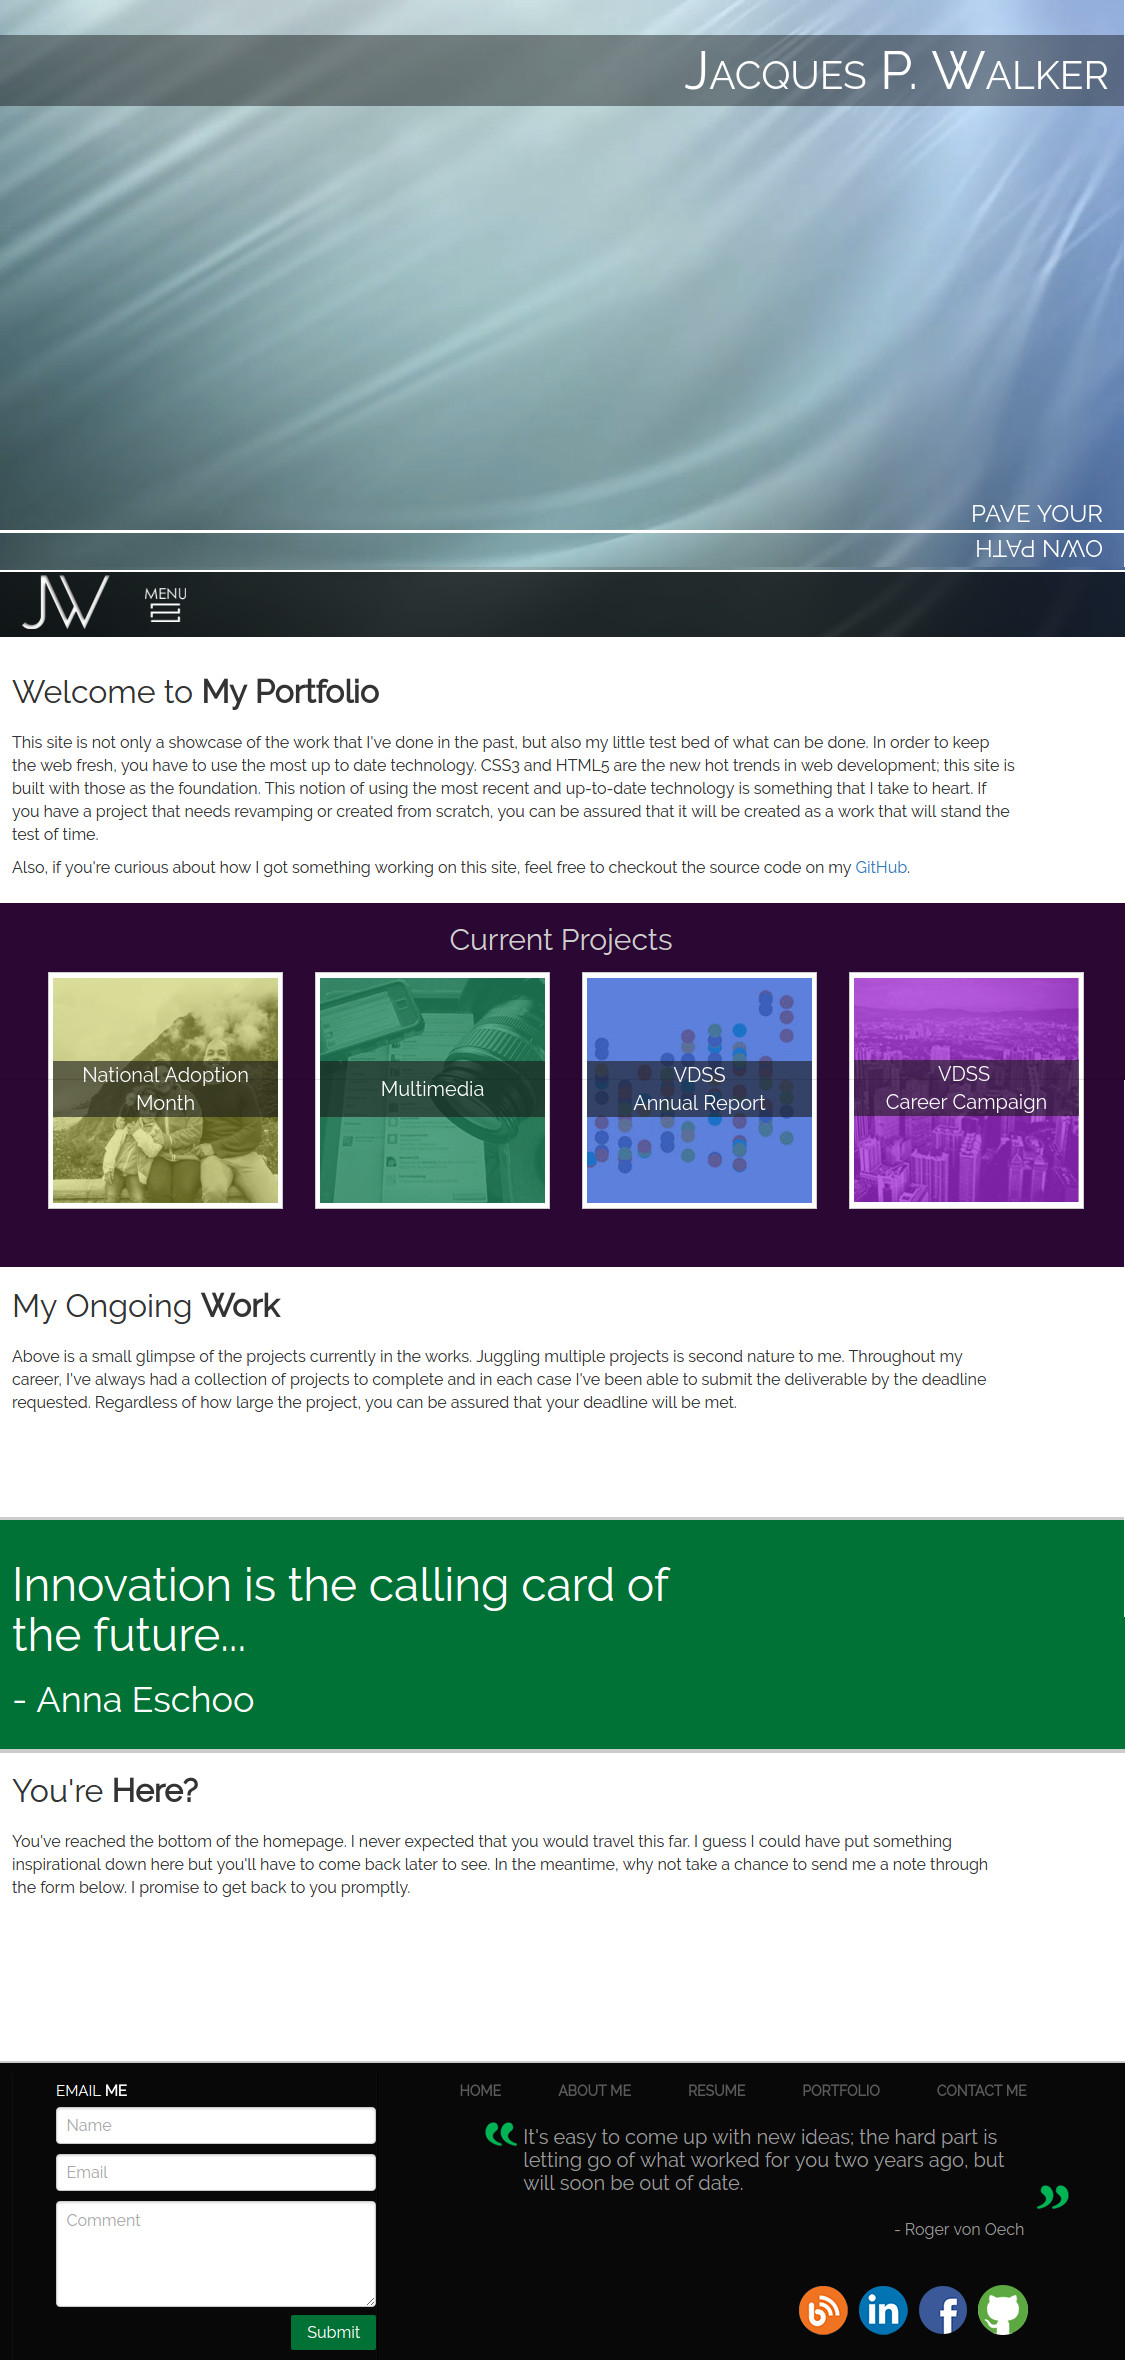 Jacques P. Walker
PAVE YOUR
OWN PATH
JW
MENU
Welcome to My Portfolio
This site is not only a showcase of the work that I've done in the past, but also my little test bed of what can be done. In order to keep
the web fresh, you have to use the most up to date technology. CSS3 and HTML5 are the new hot trends in web development; this site is
built with those as the foundation. This notion of using the most recent and up-to-date technology is something that I take to heart. If
you have a project that needs revamping or created from scratch, you can be assured that it will be created as a work that will stand the
test of time.
Also, if you're curious about how I got something working on this site, feel free to checkout the source code on my GitHub.
Current Projects
National Adoption
Month
Multimedia
VDSS
Annual Report
VDSS
Career Campaign
My Ongoing Work
Above is a small glimpse of the projects currently in the works. Juggling multiple projects is second nature to me. Throughout my
career, I've always had a collection of projects to complete and in each case I've been able to submit the deliverable by the deadline
requested. Regardless of how large the project, you can be assured that your deadline will be met.
Innovation is the calling card of
the future...
- Anna Eschoo
You're Here?
You've reached the bottom of the homepage. I never expected that you would travel this far. I guess I could have put something
inspirational down here but you'll have to come back later to see. In the meantime, why not take a chance to send me a note through
the form below. I promise to get back to you promptly.
EMAIL ME
Name
Email
Comment
Submit
HOME ABOUT ME RESUME PORTFOLIO CONTACT ME
“It's easy to come up with new ideas; the hard part is
letting go of what worked for you two years ago, but
will soon be out of date.”
- Roger von Oech
in f